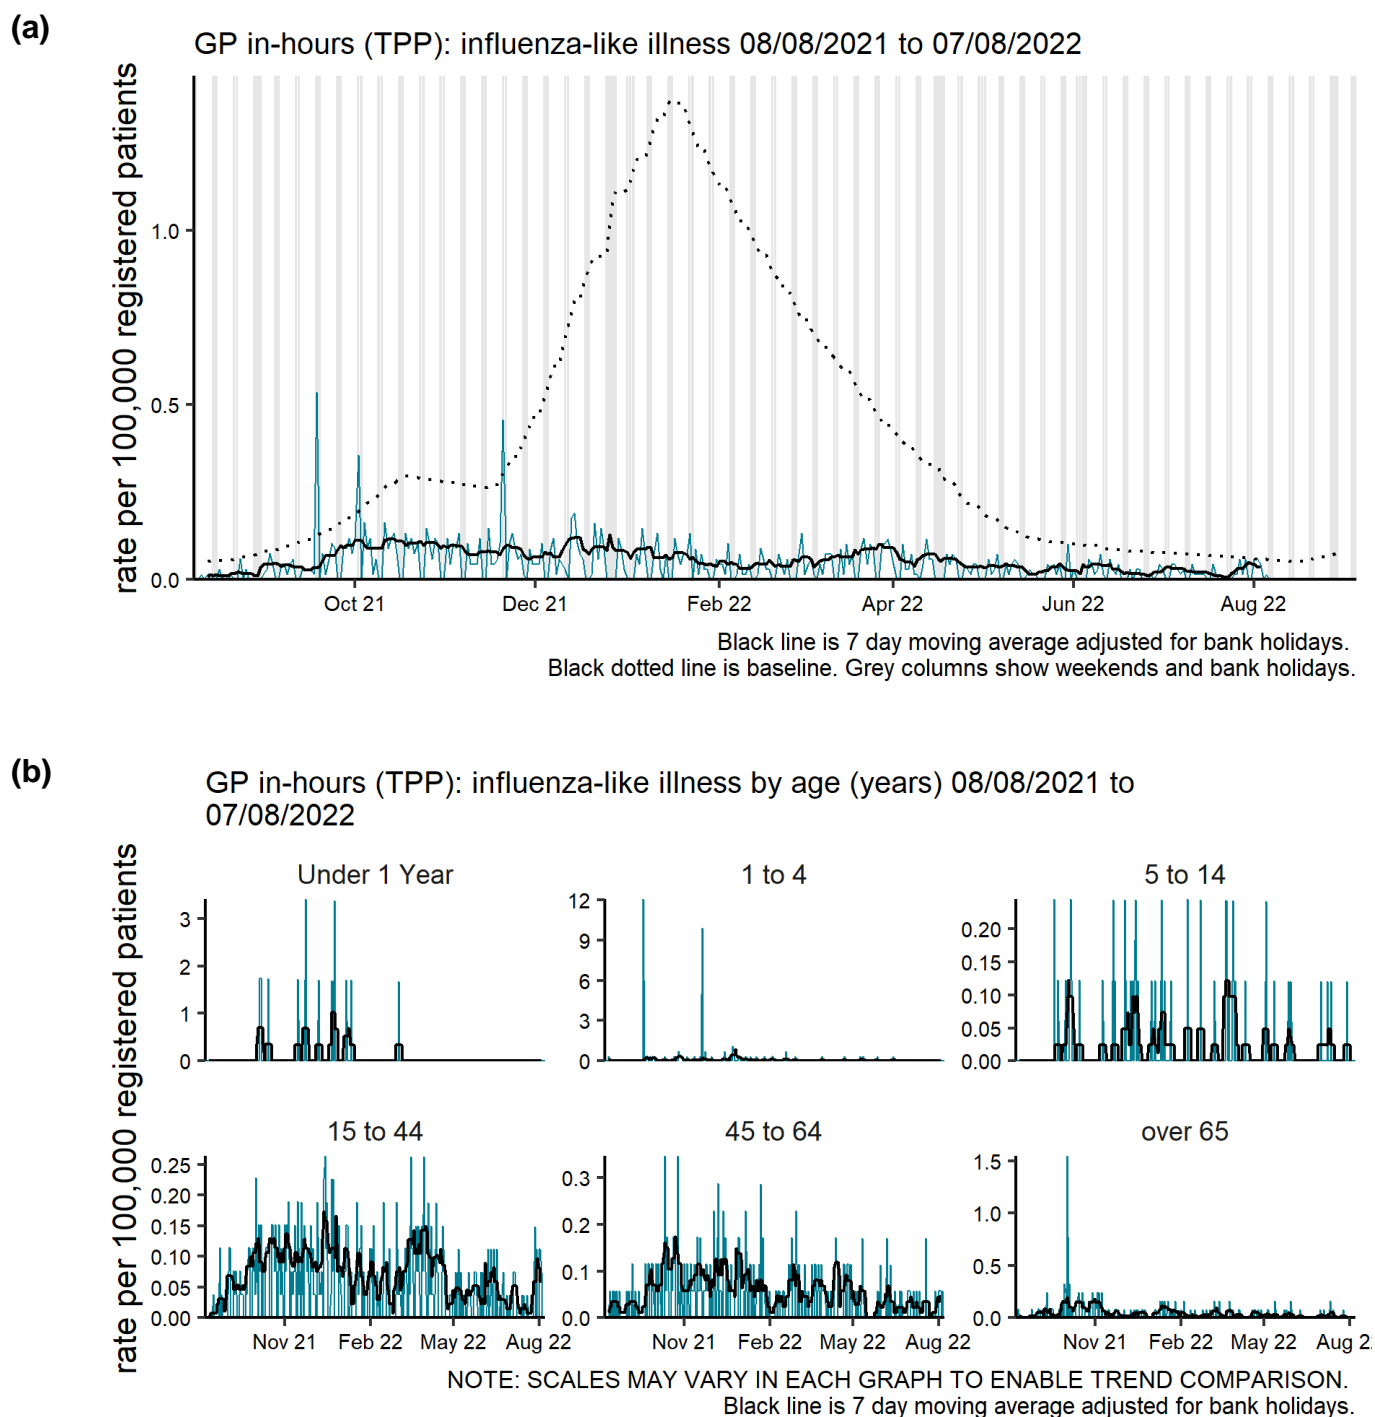 (a)
GP in-hours (TPP): influenza-like illness 08/08/2021 to 07/08/2022
rate per 100,000 registered patients
1.0
0.5
0.0
Oct 21 Dec 21 Feb 22 Apr 22 Jun 22 Aug 22
Black line is 7 day moving average adjusted for bank holidays.
Black dotted line is baseline. Grey columns show weekends and bank holidays.
(b)
GP in-hours (TPP): influenza-like illness by age (years) 08/08/2021 to
07/08/2022
rate per 100,000 registered patients
Under 1 Year
3
2
1
0
1 to 4
12
9
6
3
0
5 to 14
0.20
0.15
0.10
0.05
0.00
15 to 44
0.25
0.20
0.15
0.10
0.05
0.00
Nov 21 Feb 22 May 22 Aug 22
45 to 64
0.3
0.2
0.1
0.0
Nov 21 Feb 22 May 22 Aug 22
over 65
1.5
1.0
0.5
0.0
Nov 21 Feb 22 May 22 Aug 2
NOTE: SCALES MAY VARY IN EACH GRAPH TO ENABLE TREND COMPARISON.
Black line is 7 day moving average adjusted for bank holidays.